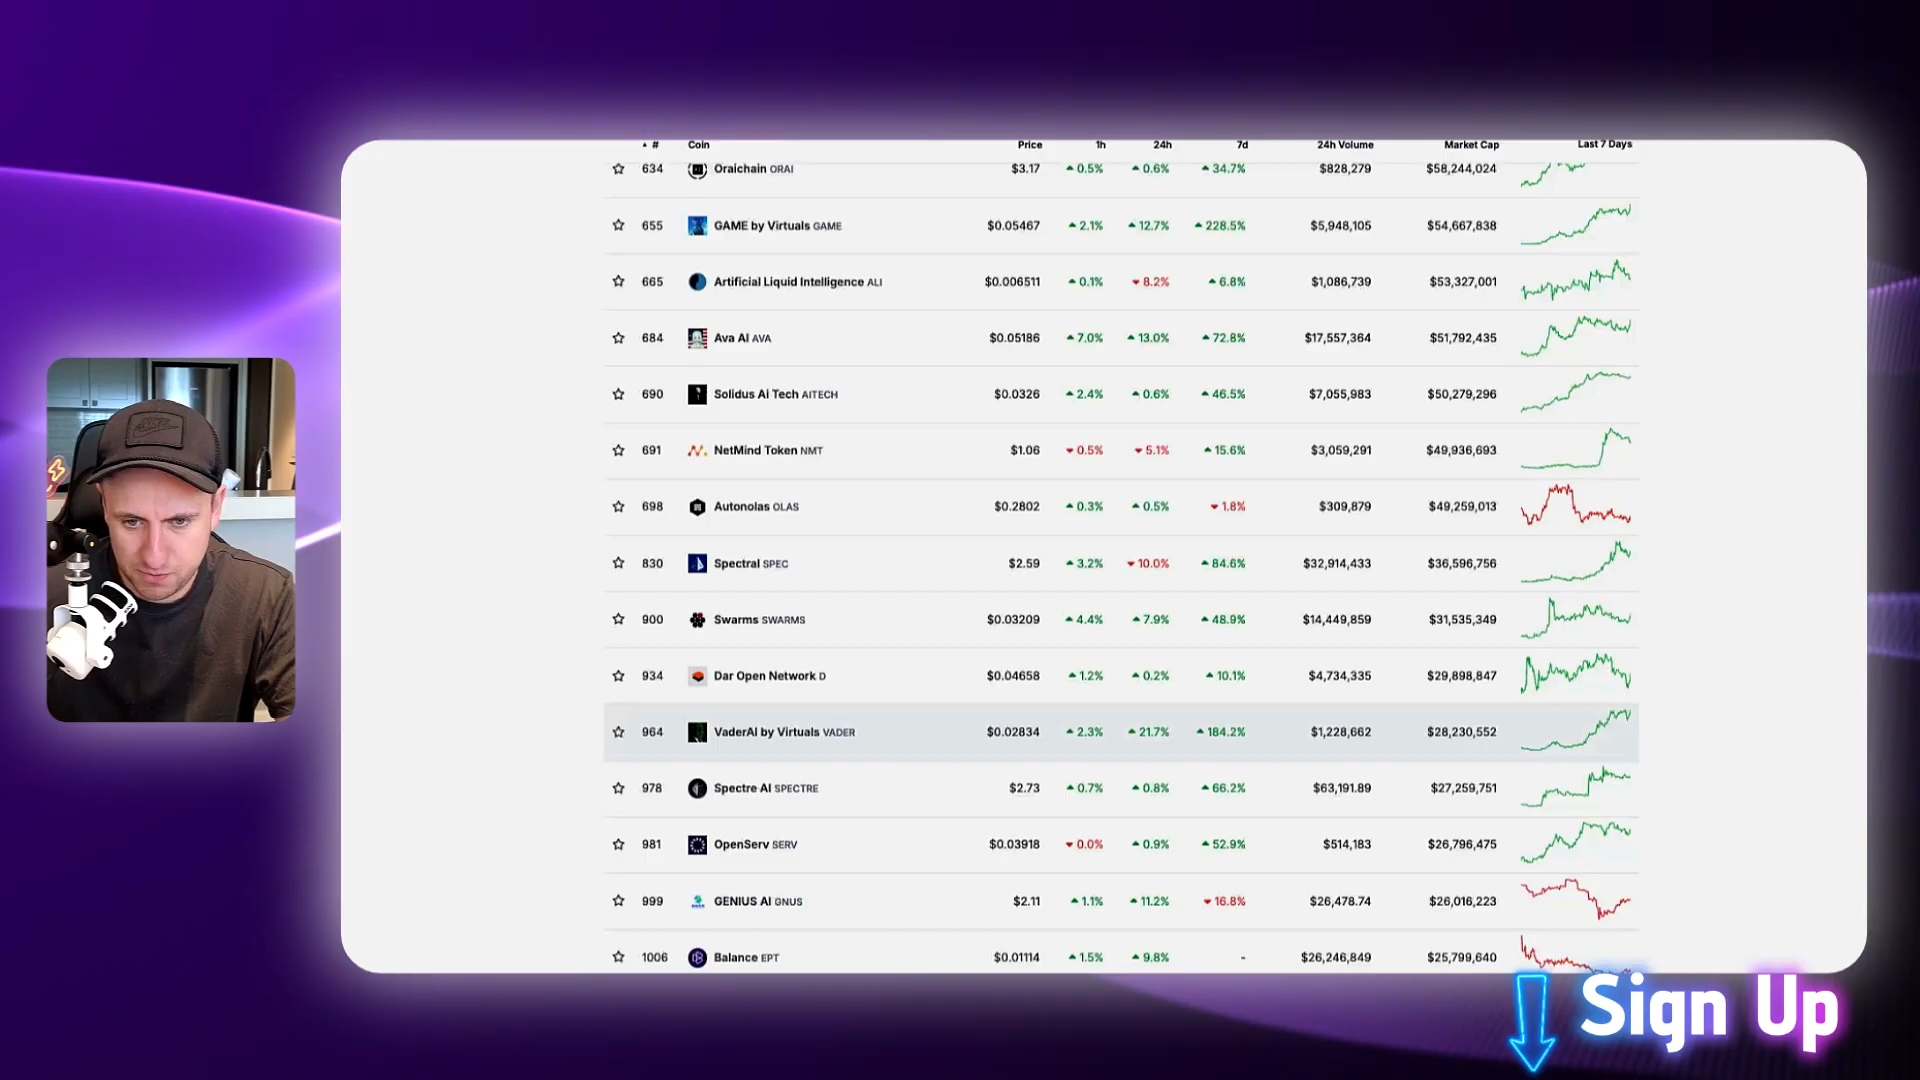 # Coin Price 1h 24h 7d 24h Volume Market Cap Last 7 Days
634 Oraichain ORAI $3.17 0.5% 0.6% 34.7% $828,279 $58,244,024
655 GAME by Virtuals GAME $0.05467 2.1% 12.7% 228.5% $5,948,105 $54,667,838
665 Artificial Liquid Intelligence ALI $0.006511 0.1% 8.2% 6.8% $1,086,739 $53,327,001
684 Ava AI AVA $0.05186 7.0% 13.0% 72.8% $17,557,364 $51,792,435
690 Solidus Ai Tech AITECH $0.0326 2.4% 0.6% 46.5% $7,055,983 $50,279,296
691 NetMind Token NMT $1.06 0.5% 5.1% 15.6% $3,059,291 $49,936,693
698 Autonolas OLAS $0.2802 0.3% 0.5% 1.8% $309,879 $49,259,013
830 Spectral SPEC $2.59 3.2% 10.0% 84.6% $32,914,433 $36,596,756
900 Swarms SWARMS $0.03209 4.4% 7.9% 48.9% $14,449,859 $31,535,349
934 Dar Open Network D $0.04658 1.2% 0.2% 10.1% $4,734,335 $29,898,847
964 VaderAI by Virtuals VADER $0.02834 2.3% 21.7% 184.2% $1,228,662 $28,230,552
978 Spectre AI SPECTRE $2.73 0.7% 0.8% 66.2% $63,191.89 $27,259,751
981 OpenServ SERV $0.03918 0.0% 0.9% 52.9% $514,183 $26,796,475
999 GENIUS AI GNUS $2.11 1.1% 11.2% 16.8% $26,478.74 $26,016,223
1006 Balance EPT $0.01114 1.5% 9.8% - $26,246,849 $25,799,640
Sign Up